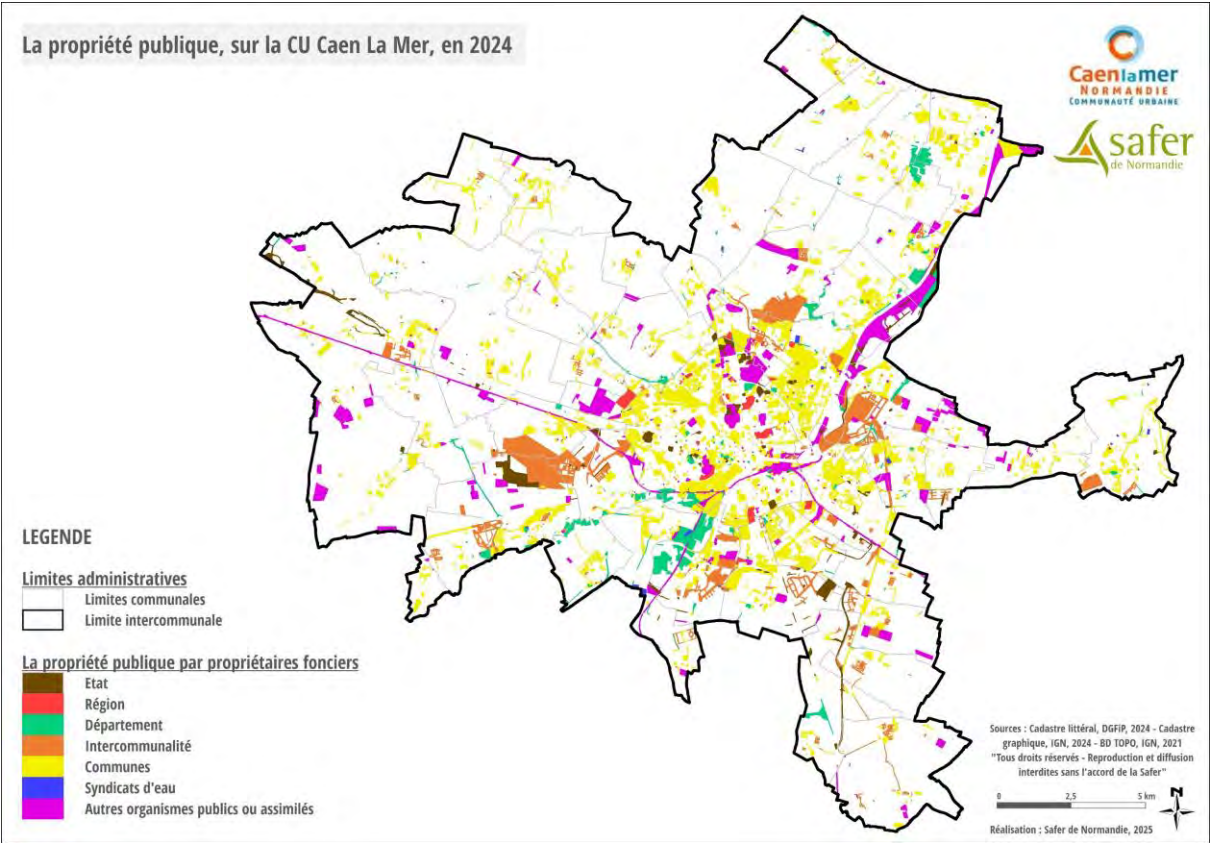 La propriété publique, sur la CU Caen La Mer, en 2024
Caenlamer
NORMANDIE
COMMUNAUTÉ URBAINE
safer
de Normandie
LEGENDE
Limites administratives
Limites communales
Limite intercommunale
La propriété publique par propriétaires fonciers
Etat
Région
Département
Intercommunalité
Communes
Syndicats d'eau
Autres organismes publics ou assimilés
Sources : Cadastre littéral, DGFiP, 2024 - Cadastre
graphique, IGN, 2024 - BD TOPO, IGN, 2021
"Tous droits réservés - Reproduction et diffusion
interdites sans l'accord de la Safer"
0 2,5 5 km
N
Réalisation : Safer de Normandie, 2025